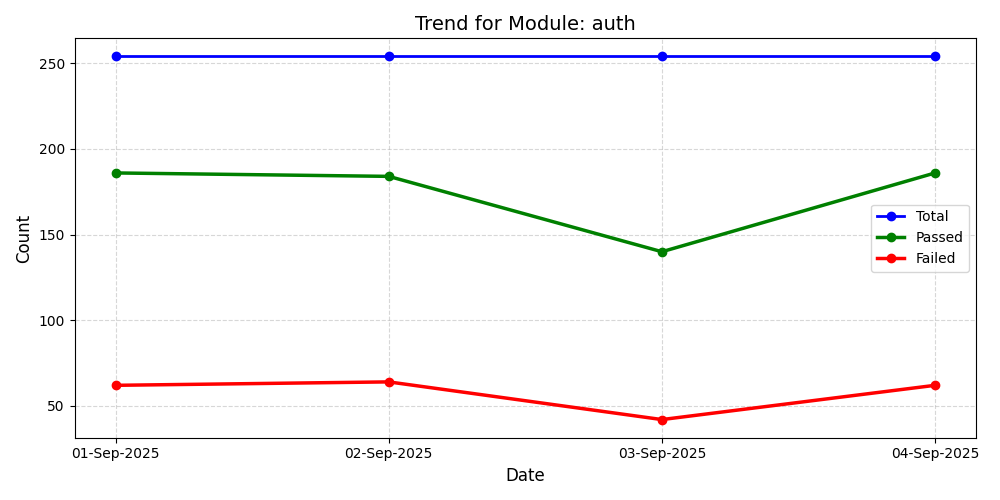 Trend for Module: auth
250
200
150
100
50
Count
Total
Passed
Failed
01-Sep-2025
02-Sep-2025
03-Sep-2025
04-Sep-2025
Date